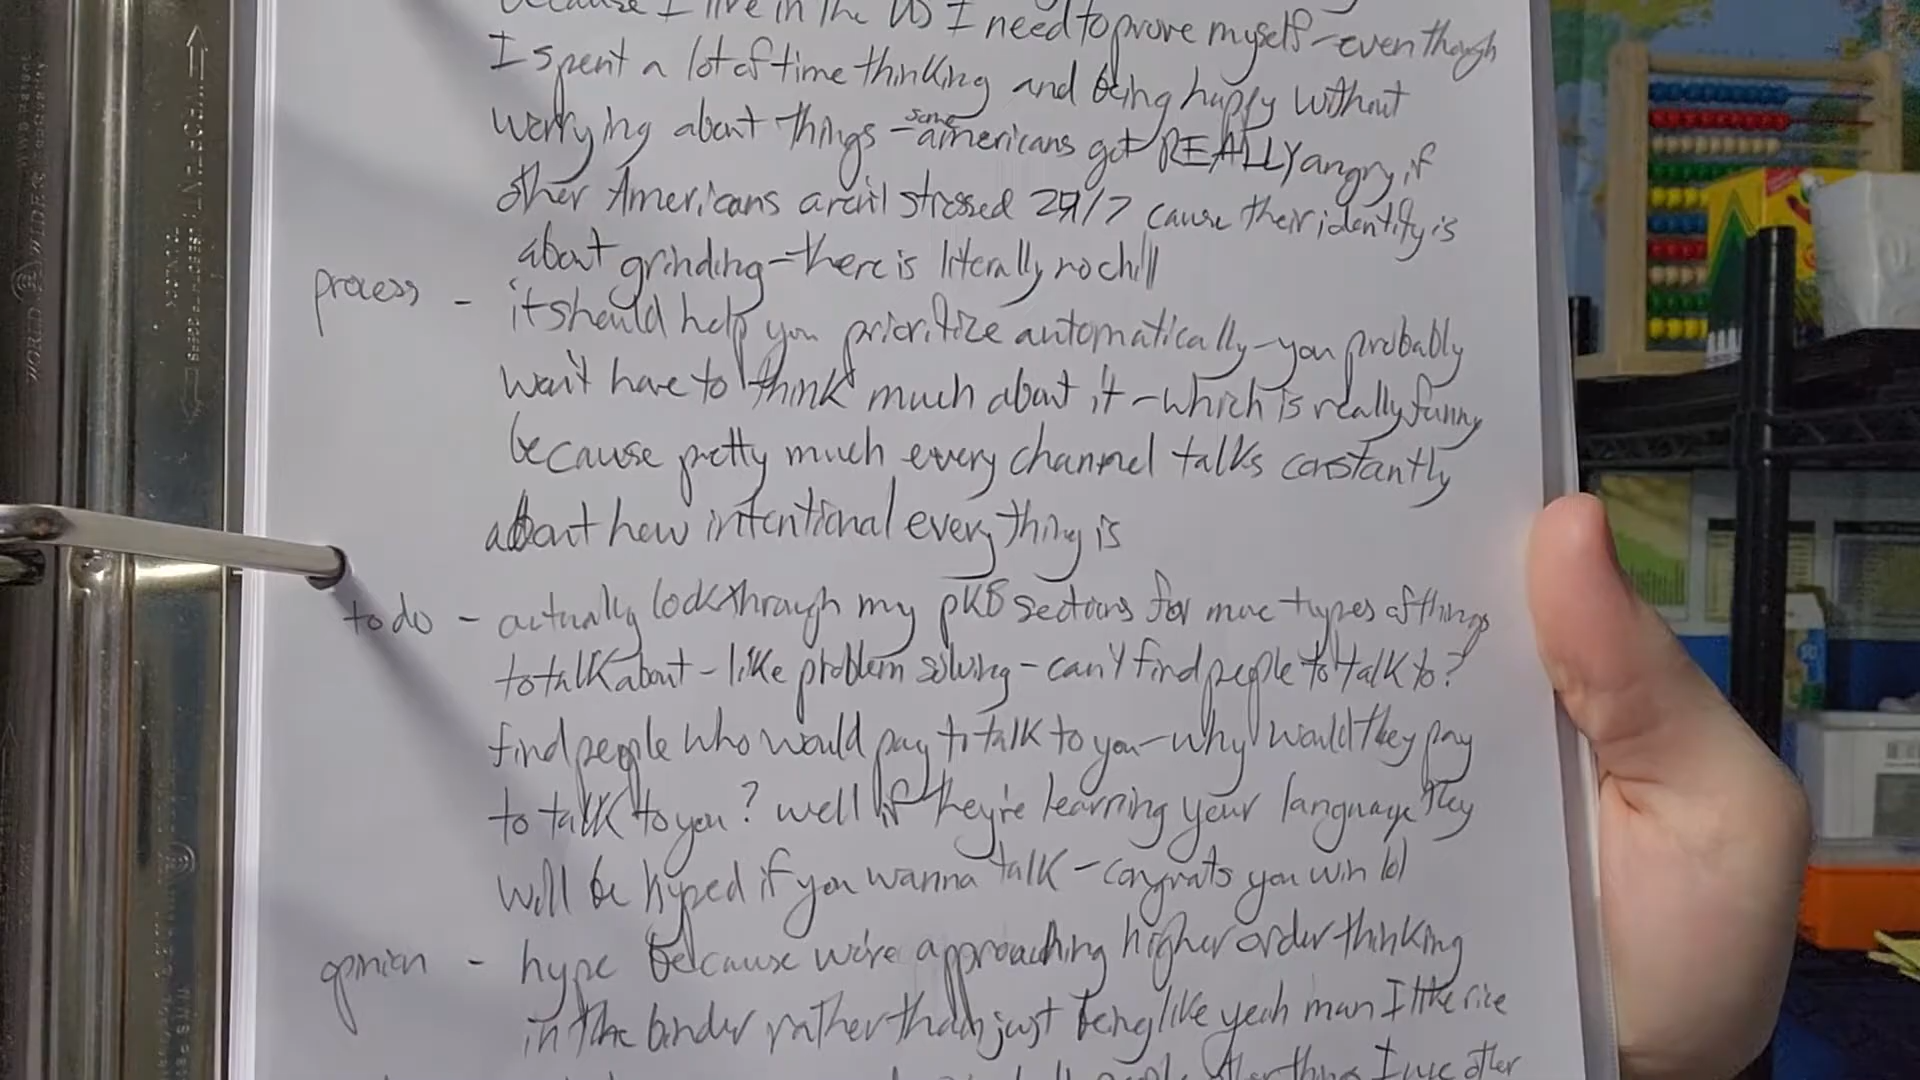 because I live in the US I need to prove myself - even though
I spent a lot of time thinking and being happy without
worrying about things - some americans get REALLY angry if
other Americans aren't stressed 24/7 cause their identity is
about grinding - there is literally no chill
process - it should help you prioritize automatically - you probably
won't have to think much about it - which is really funny
because pretty much every channel talks constantly
about how intentional everything is
to do - actually look through my PKB sections for more types of things
to talk about - like problem solving - can't find people to talk to?
find people who would pay to talk to you - why would they pay
to talk to you? well if they're learning your language they
will be hyped if you wanna talk - congrats you win lol
opinion - hype because we're approaching higher order thinking
in the binder rather than just being like yeah man I like rice
WORLD WIDE